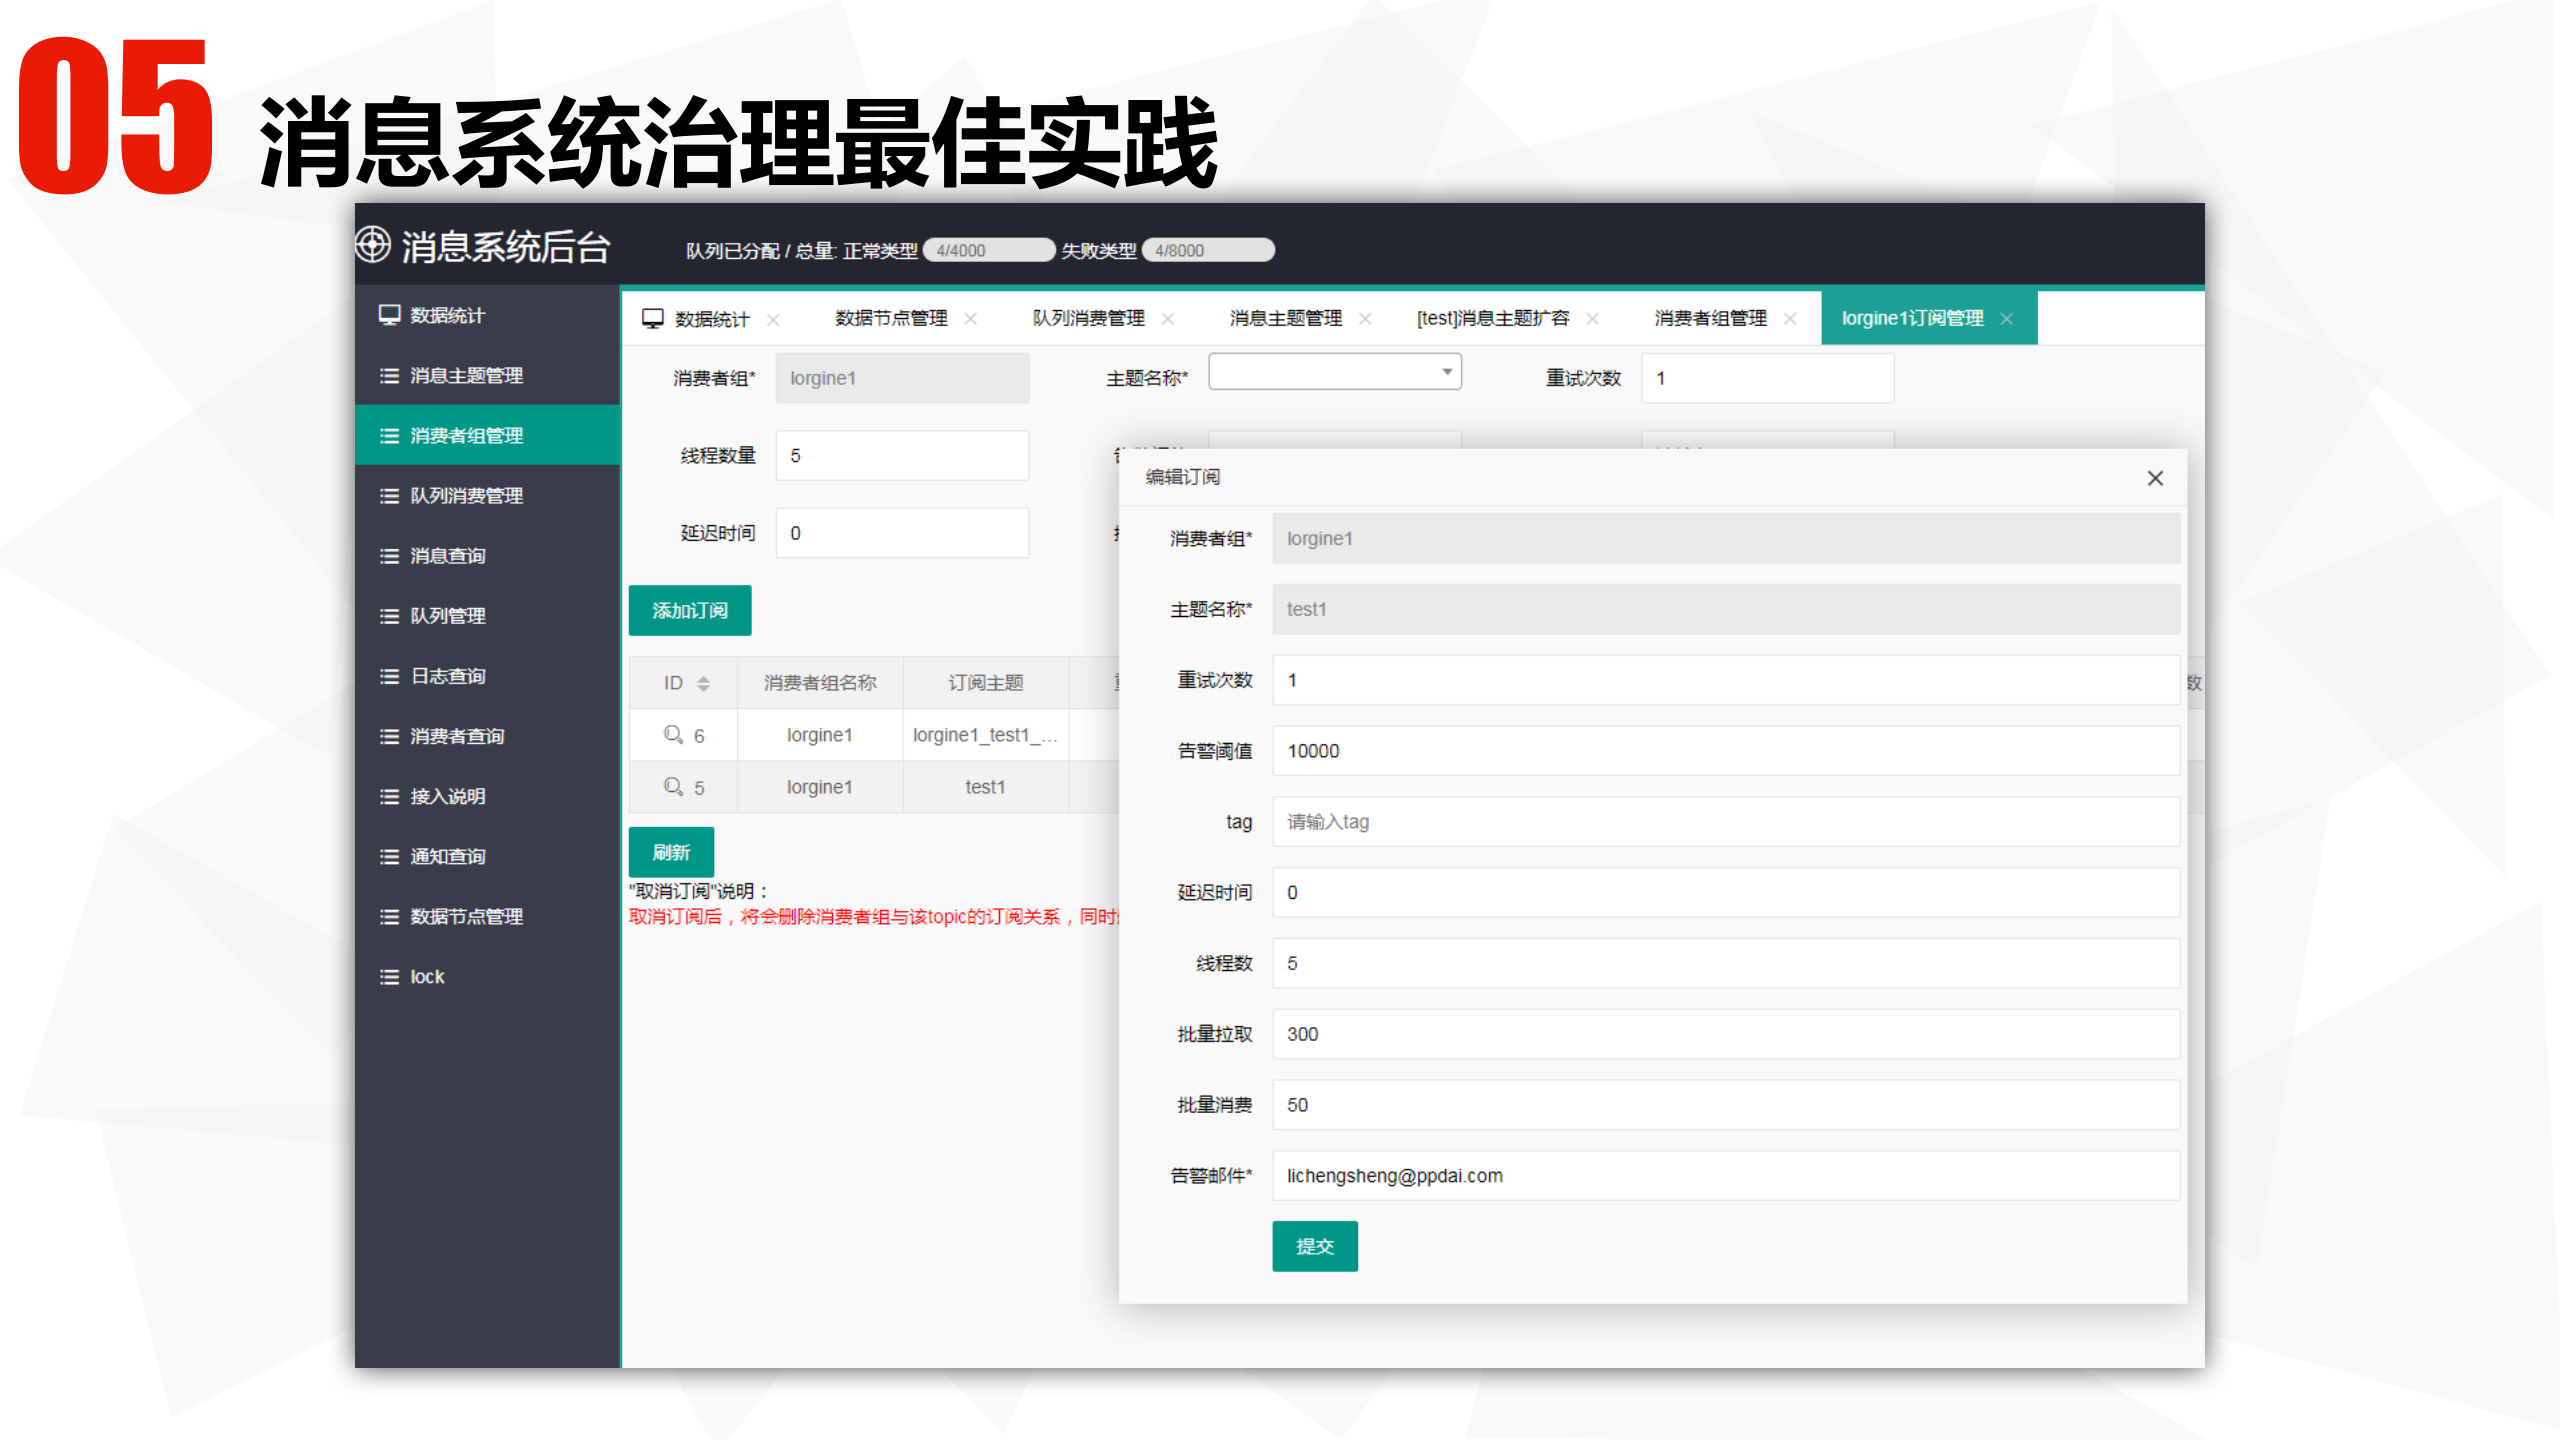 05 消息系统治理最佳实践
消息系统后台 队列已分配 / 总量: 正常类型 4/4000 失败类型 4/8000
数据统计
消息主题管理
消费者组管理
队列消费管理
消息查询
队列管理
日志查询
消费者查询
接入说明
通知查询
数据节点管理
lock
数据统计 数据节点管理 队列消费管理 消息主题管理 [test]消息主题扩容 消费者组管理 lorgine1订阅管理
消费者组* lorgine1 主题名称* 重试次数 1
线程数量 5
延迟时间 0
添加订阅
ID 消费者组名称 订阅主题 数
6 lorgine1 lorgine1_test1_...
5 lorgine1 test1
刷新
"取消订阅"说明：
取消订阅后，将会删除消费者组与该topic的订阅关系，同时
编辑订阅
消费者组* lorgine1
主题名称* test1
重试次数 1
告警阈值 10000
tag 请输入tag
延迟时间 0
线程数 5
批量拉取 300
批量消费 50
告警邮件* lichengsheng@ppdai.com
提交